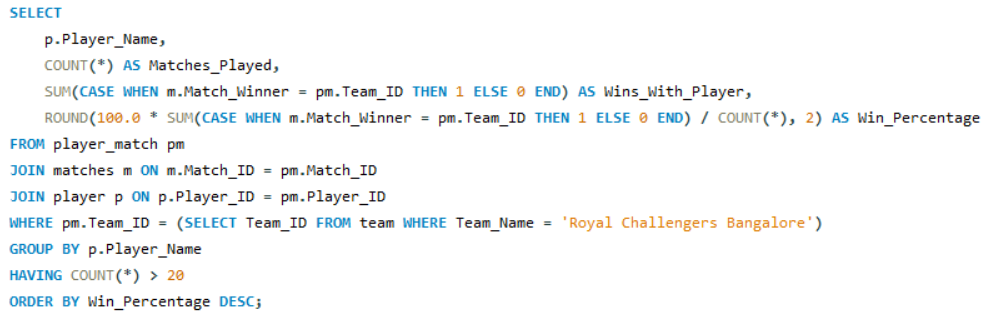 SELECT
    p.Player_Name,
    COUNT(*) AS Matches_Played,
    SUM(CASE WHEN m.Match_Winner = pm.Team_ID THEN 1 ELSE 0 END) AS Wins_With_Player,
    ROUND(100.0 * SUM(CASE WHEN m.Match_Winner = pm.Team_ID THEN 1 ELSE 0 END) / COUNT(*), 2) AS Win_Percentage
FROM player_match pm
JOIN matches m ON m.Match_ID = pm.Match_ID
JOIN player p ON p.Player_ID = pm.Player_ID
WHERE pm.Team_ID = (SELECT Team_ID FROM team WHERE Team_Name = 'Royal Challengers Bangalore')
GROUP BY p.Player_Name
HAVING COUNT(*) > 20
ORDER BY Win_Percentage DESC;